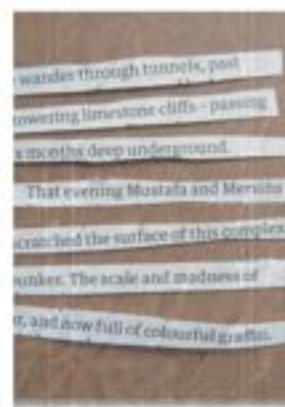 wander through tunnels, past
towering limestone cliffs – passing
months deep underground.
That evening Mustafa and
scratched the surface of this complex
bunker. The scale and madness of
and now full of colourful graffiti.